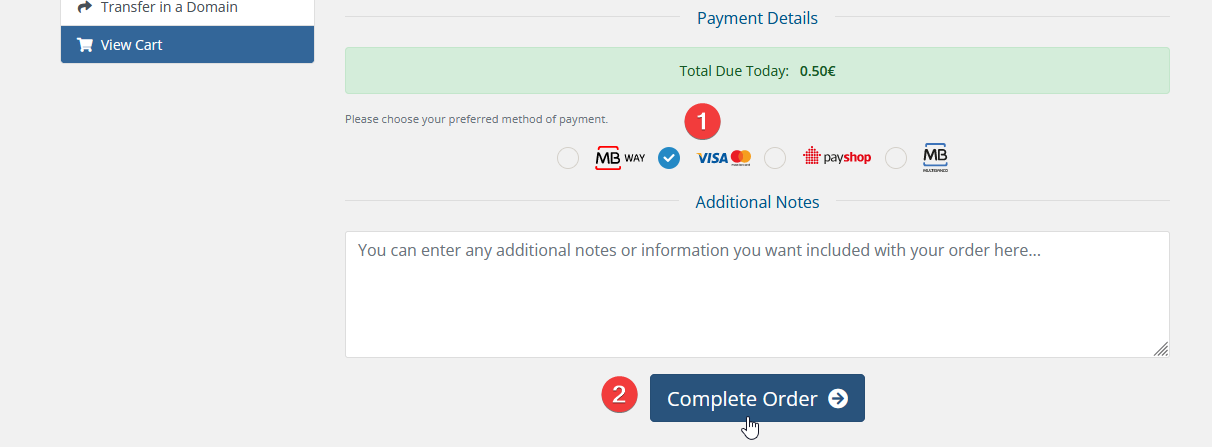 Transfer in a Domain
View Cart
Payment Details
Total Due Today: 0.50€
Please choose your preferred method of payment.
1
MB WAY VISA mastercard payshop MB
MULTIBANCO
Additional Notes
You can enter any additional notes or information you want included with your order here...
2 Complete Order